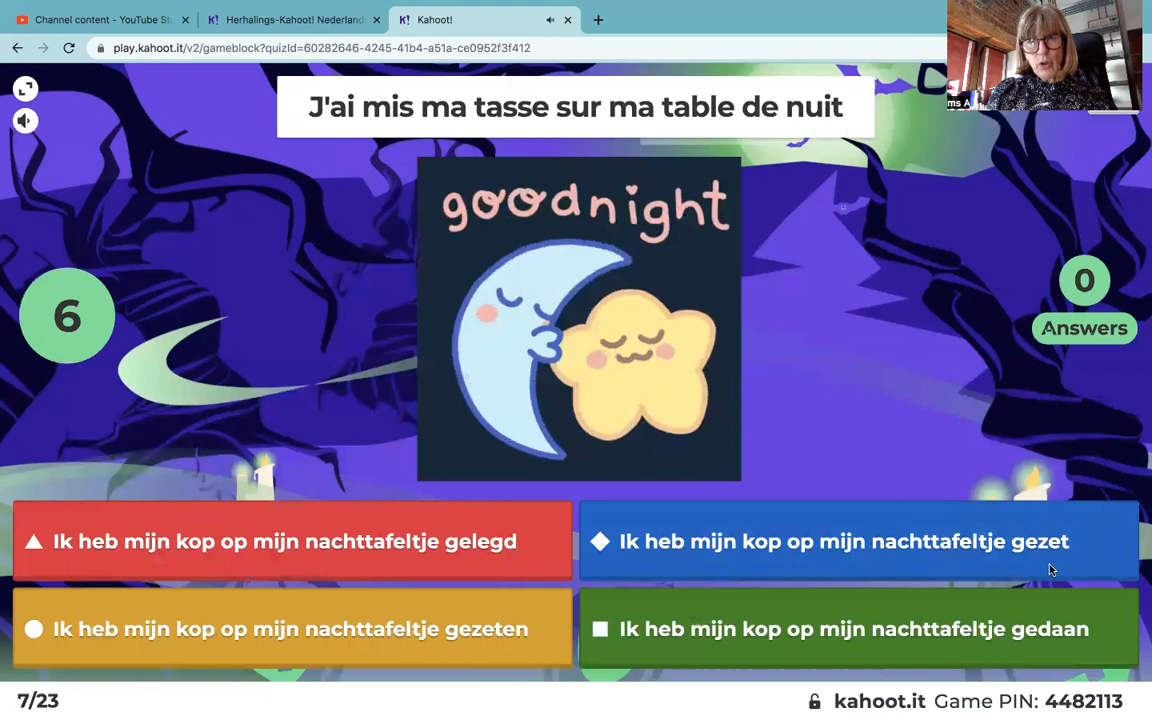 Channel content - YouTube St
Herhalings-Kahoot! Nederland
Kahoot!
play.kahoot.it/v2/gameblock?quizId=60282646-4245-41b4-a51a-ce0952f3f412
ms A
J'ai mis ma tasse sur ma table de nuit
goodnight
6
0
Answers
Ik heb mijn kop op mijn nachttafeltje gelegd
Ik heb mijn kop op mijn nachttafeltje gezet
Ik heb mijn kop op mijn nachttafeltje gezeten
Ik heb mijn kop op mijn nachttafeltje gedaan
7/23
kahoot.it Game PIN: 4482113